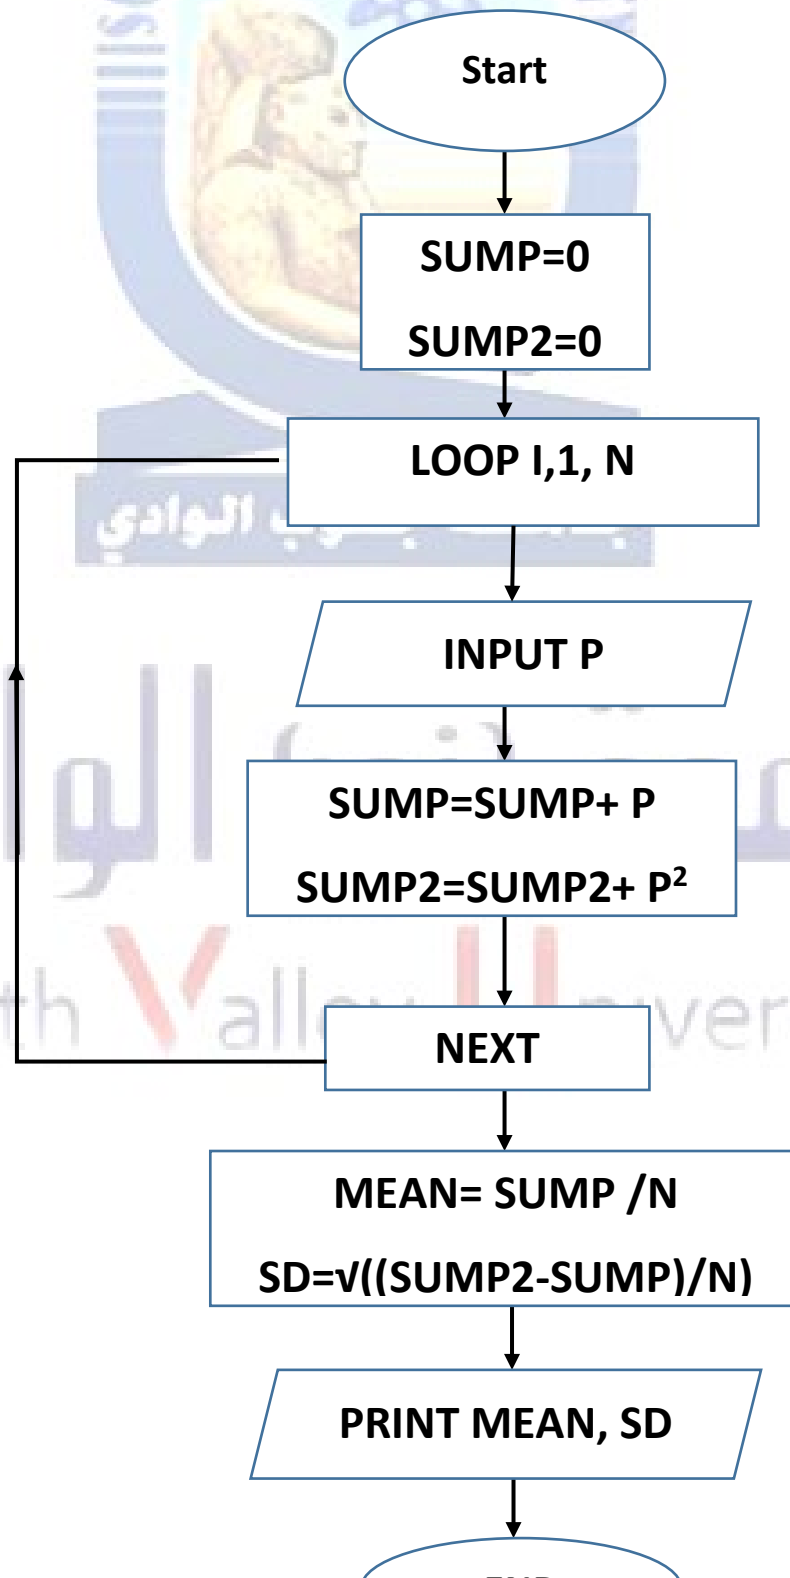 Start
SUMP=0
SUMP2=0
LOOP I,1, N
الوادي
INPUT P
SUMP=SUMP+ P
SUMP2=SUMP2+ P²
NEXT
MEAN= SUMP /N
SD=√((SUMP2-SUMP)/N)
PRINT MEAN, SD